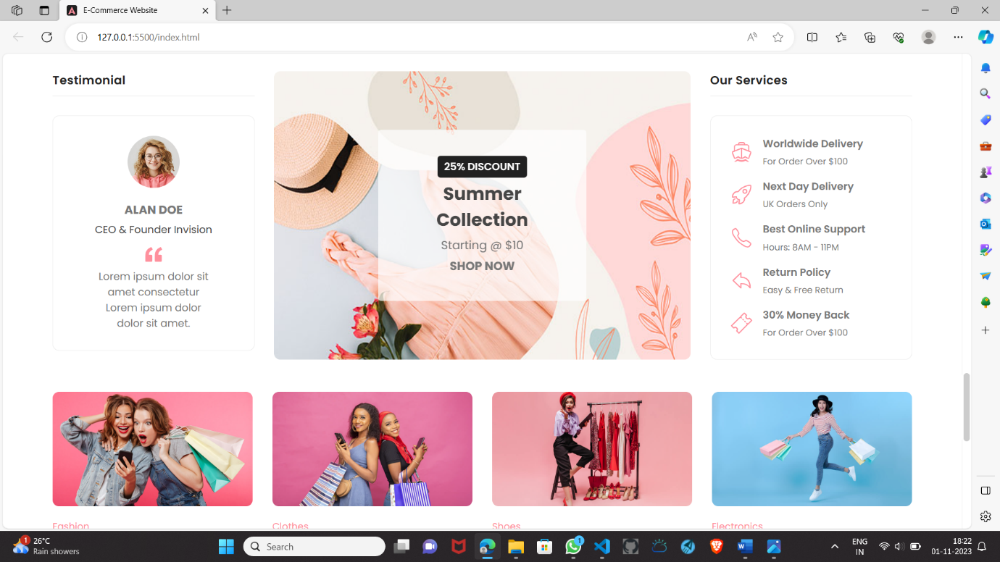 E-Commerce Website
127.0.0.1:5500/index.html
Testimonial
ALAN DOE
CEO & Founder Invision
Lorem ipsum dolor sit
amet consectetur
Lorem ipsum dolor
dolor sit amet.
25% DISCOUNT
Summer
Collection
Starting @ $10
SHOP NOW
Our Services
Worldwide Delivery
For Order Over $100
Next Day Delivery
UK Orders Only
Best Online Support
Hours: 8AM - 11PM
Return Policy
Easy & Free Return
30% Money Back
For Order Over $100
Fashion
Clothes
Shoes
Electronics
1
26°C
Rain showers
Search
1
ENG
IN
18:22
01-11-2023